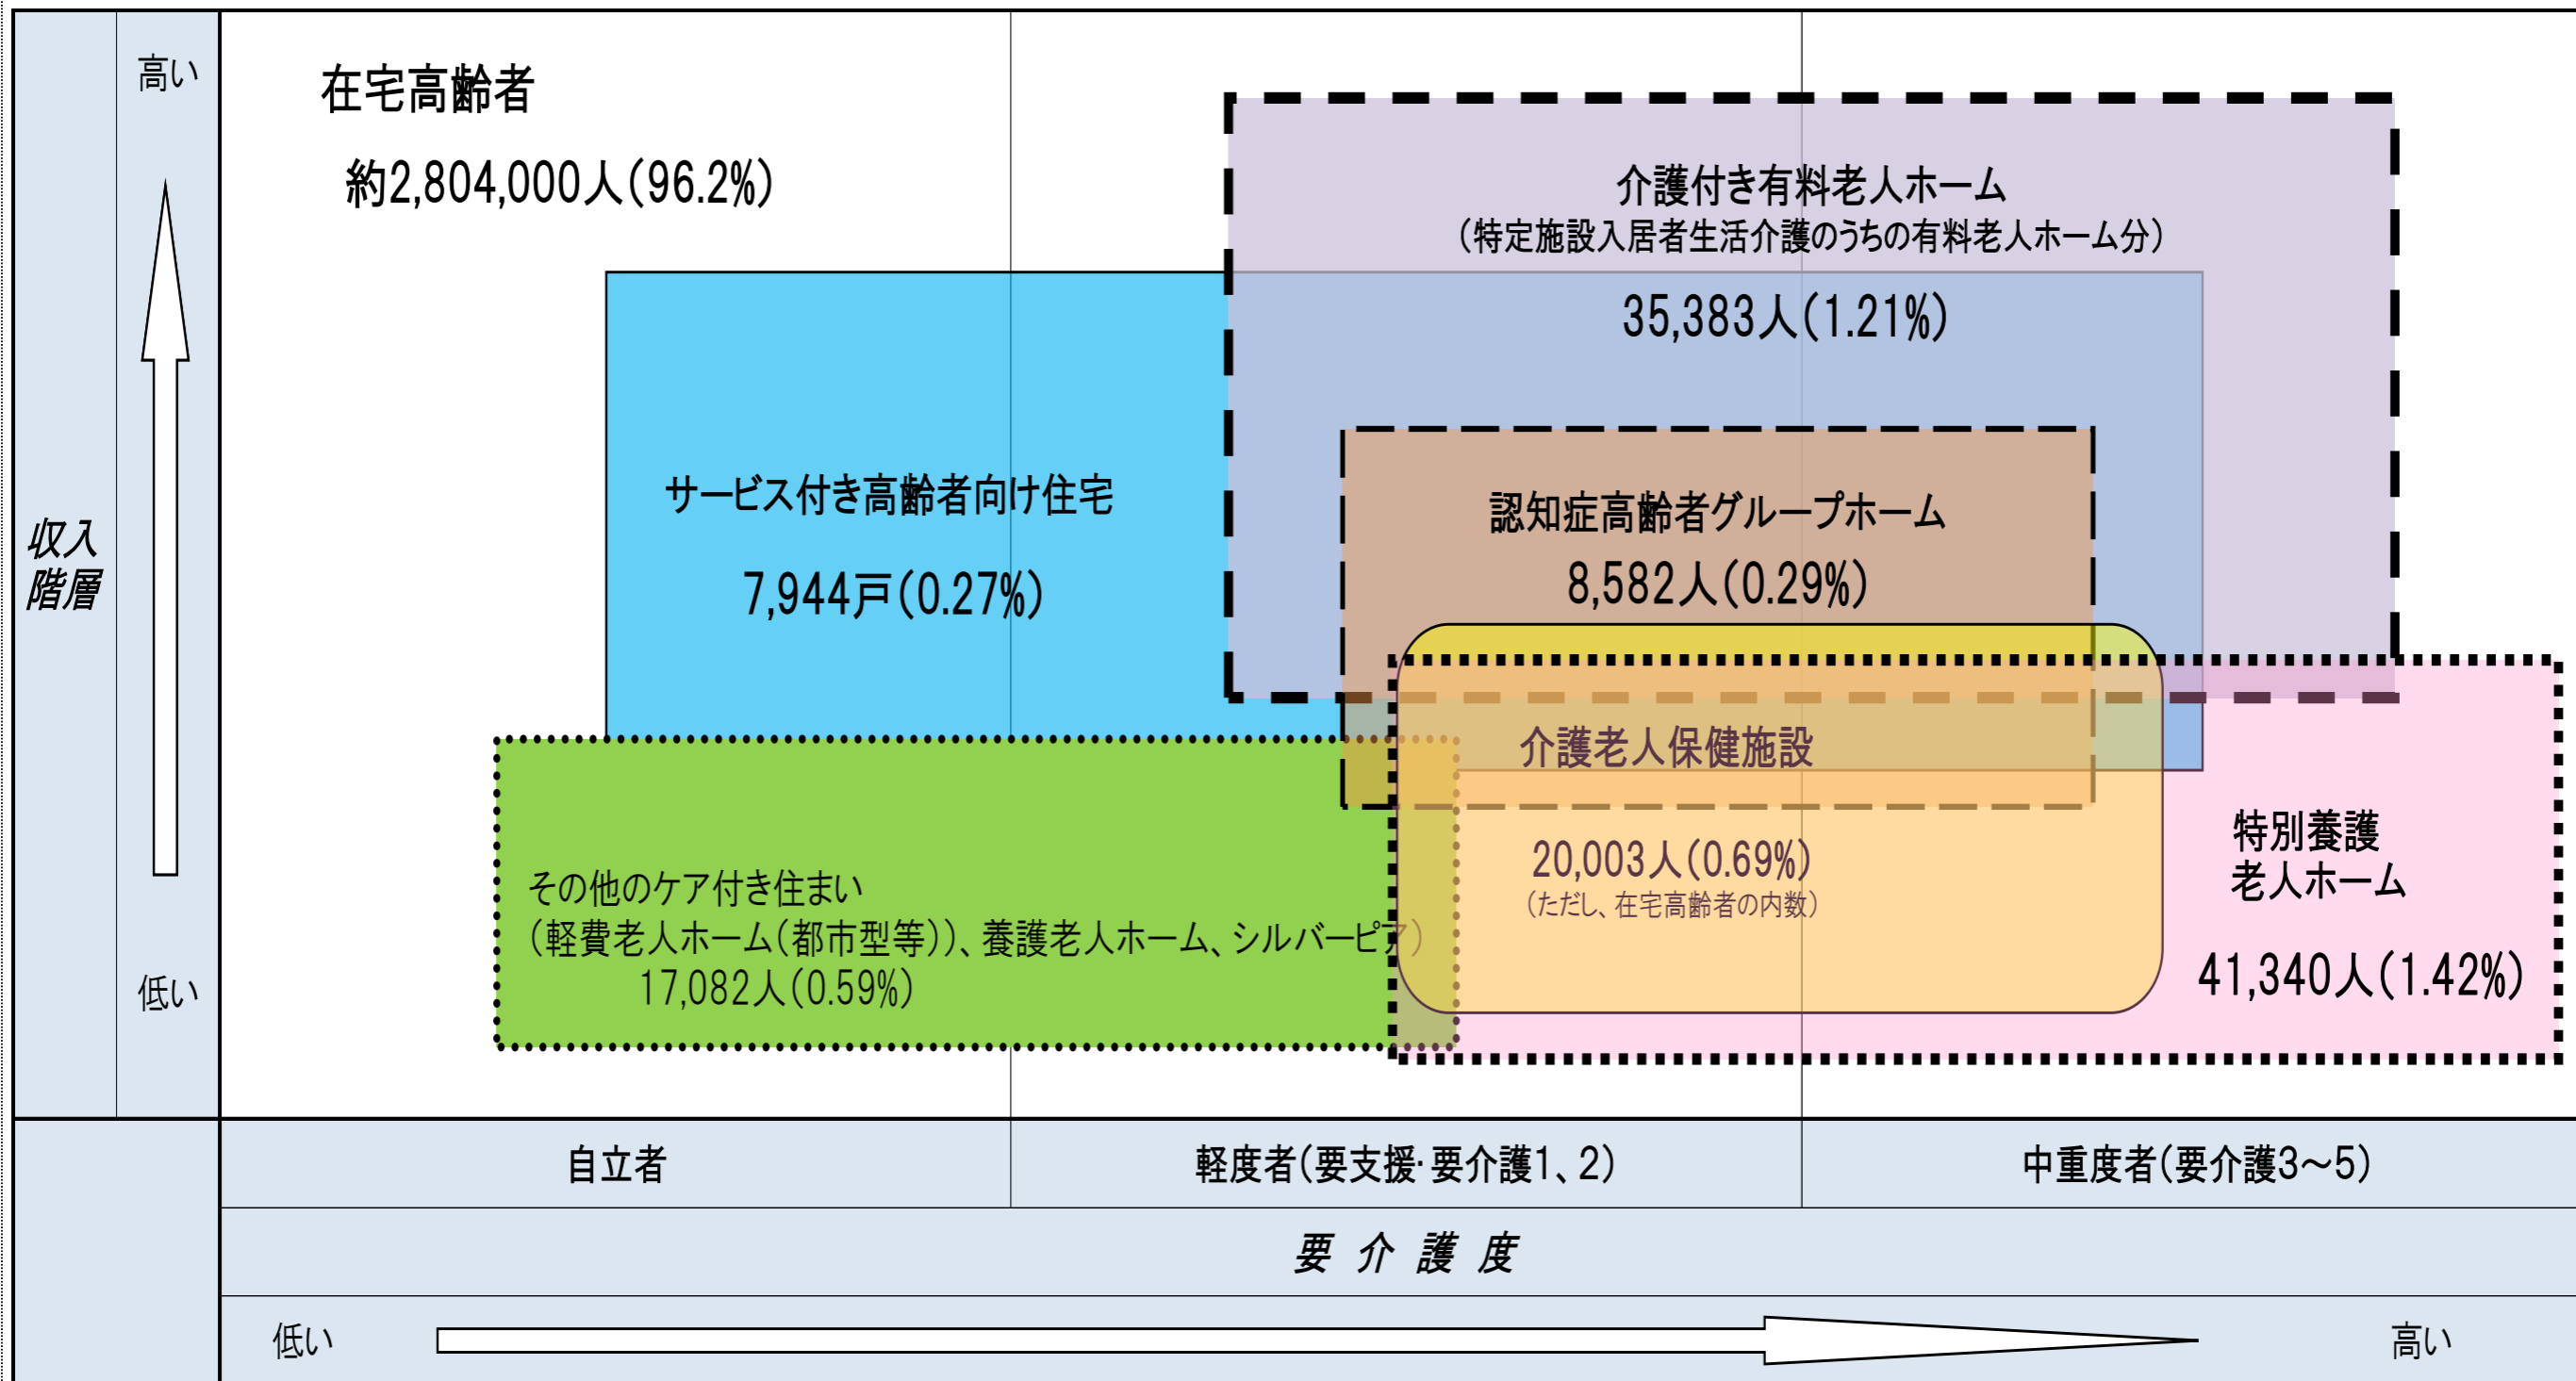 高い
在宅高齢者
約2,804,000人(96.2%)
介護付き有料老人ホーム
(特定施設入居者生活介護のうちの有料老人ホーム分)
35,383人(1.21%)
サービス付き高齢者向け住宅
7,944戸(0.27%)
認知症高齢者グループホーム
8,582人(0.29%)
収入
階層
介護老人保健施設
20,003人(0.69%)
(ただし、在宅高齢者の内数)
特別養護
老人ホーム
41,340人(1.42%)
その他のケア付き住まい
(軽費老人ホーム(都市型等))、養護老人ホーム、シルバーピア)
17,082人(0.59%)
低い
自立者
軽度者(要支援・要介護1、2)
中重度者(要介護3~5)
要 介 護 度
低い
高い